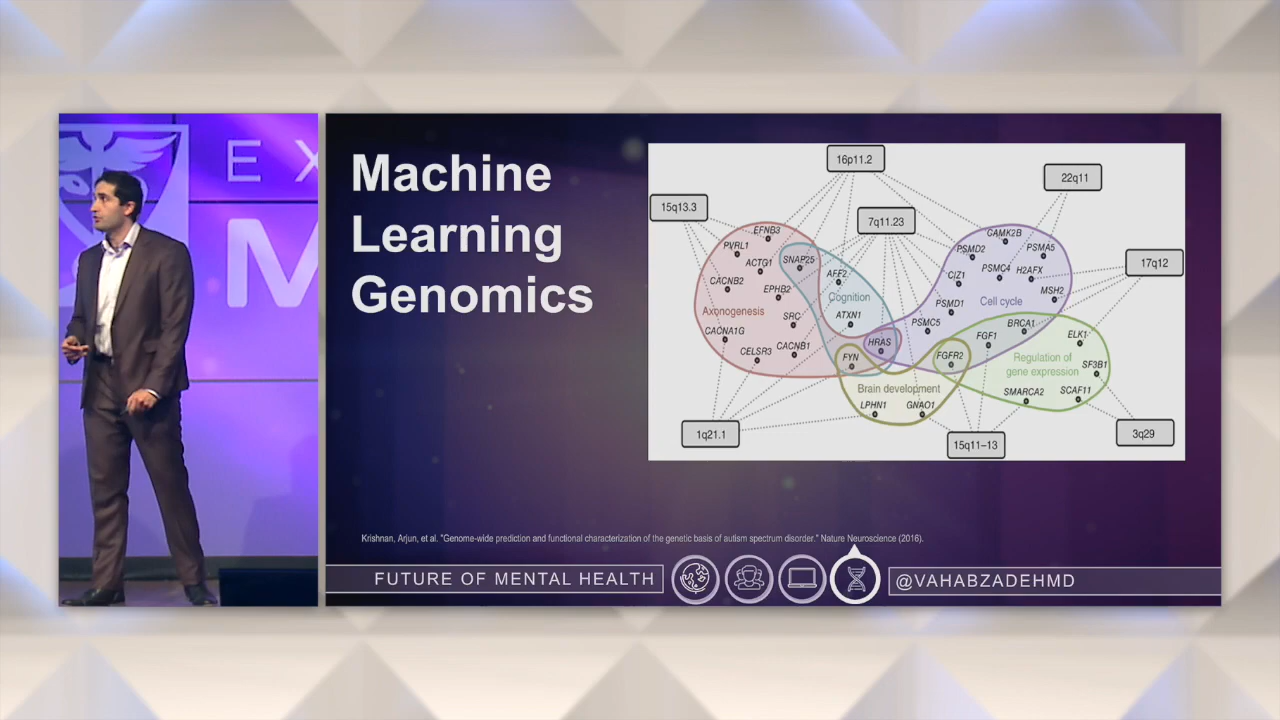 EX
M
Machine
Learning
Genomics
16p11.2
22q11
15q13.3
7q11.23
17q12
EFNB3
PVRL1
ACTG1
CACNB2
EPHB2
SRC
Axonogenesis
CACNA1G
CELSR3
CACNB1
SNAP25
AFF2
Cognition
ATXN1
HRAS
FYN
CAMK2B
PSMD2
PSMA5
CIZ1
PSMC4
H2AFX
MSH2
PSMD1
Cell cycle
PSMC5
FGF1
BRCA1
ELK1
FGFR2
Regulation of
gene expression
SF3B1
SMARCA2
SCAF11
Brain development
LPHN1
GNAO1
1q21.1
15q11–13
3q29
Krishnan, Arjun, et al. "Genome-wide prediction and functional characterization of the genetic basis of autism spectrum disorder." Nature Neuroscience (2016).
FUTURE OF MENTAL HEALTH
@VAHABZADEHMD